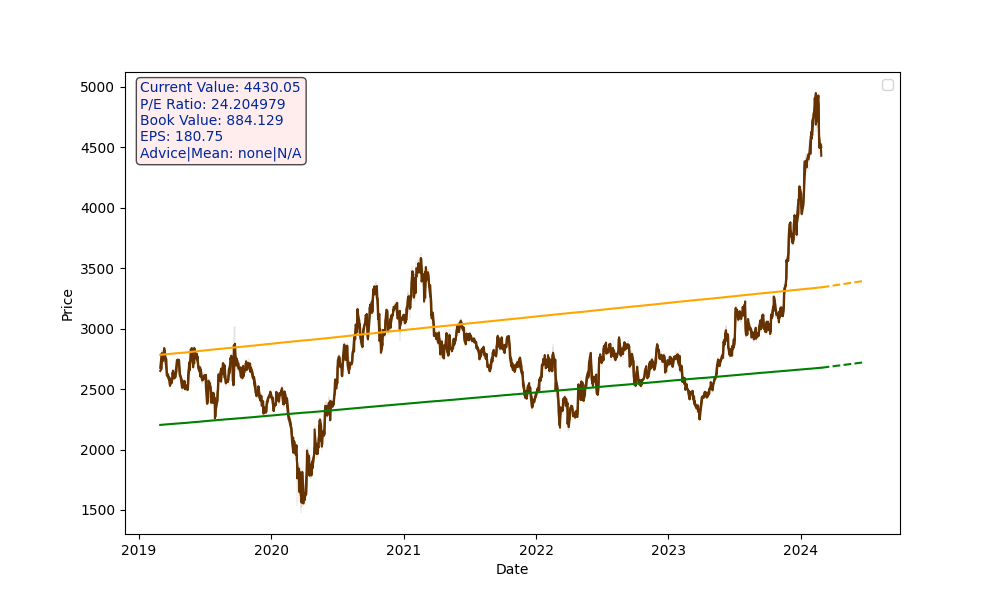 Current Value: 4430.05
P/E Ratio: 24.204979
Book Value: 884.129
EPS: 180.75
Advice|Mean: none|N/A
5000
4500
4000
3500
3000
2500
2000
1500
Price
2019 2020 2021 2022 2023 2024
Date